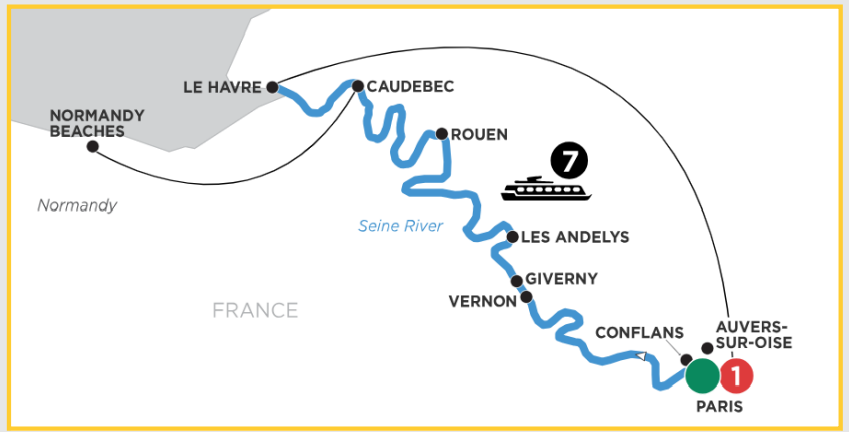 LE HAVRE
CAUDEBEC
NORMANDY
BEACHES
ROUEN
7
Normandy
Seine River
LES ANDELYS
GIVERNY
VERNON
FRANCE
CONFLANS
AUVERS-
SUR-OISE
1
PARIS